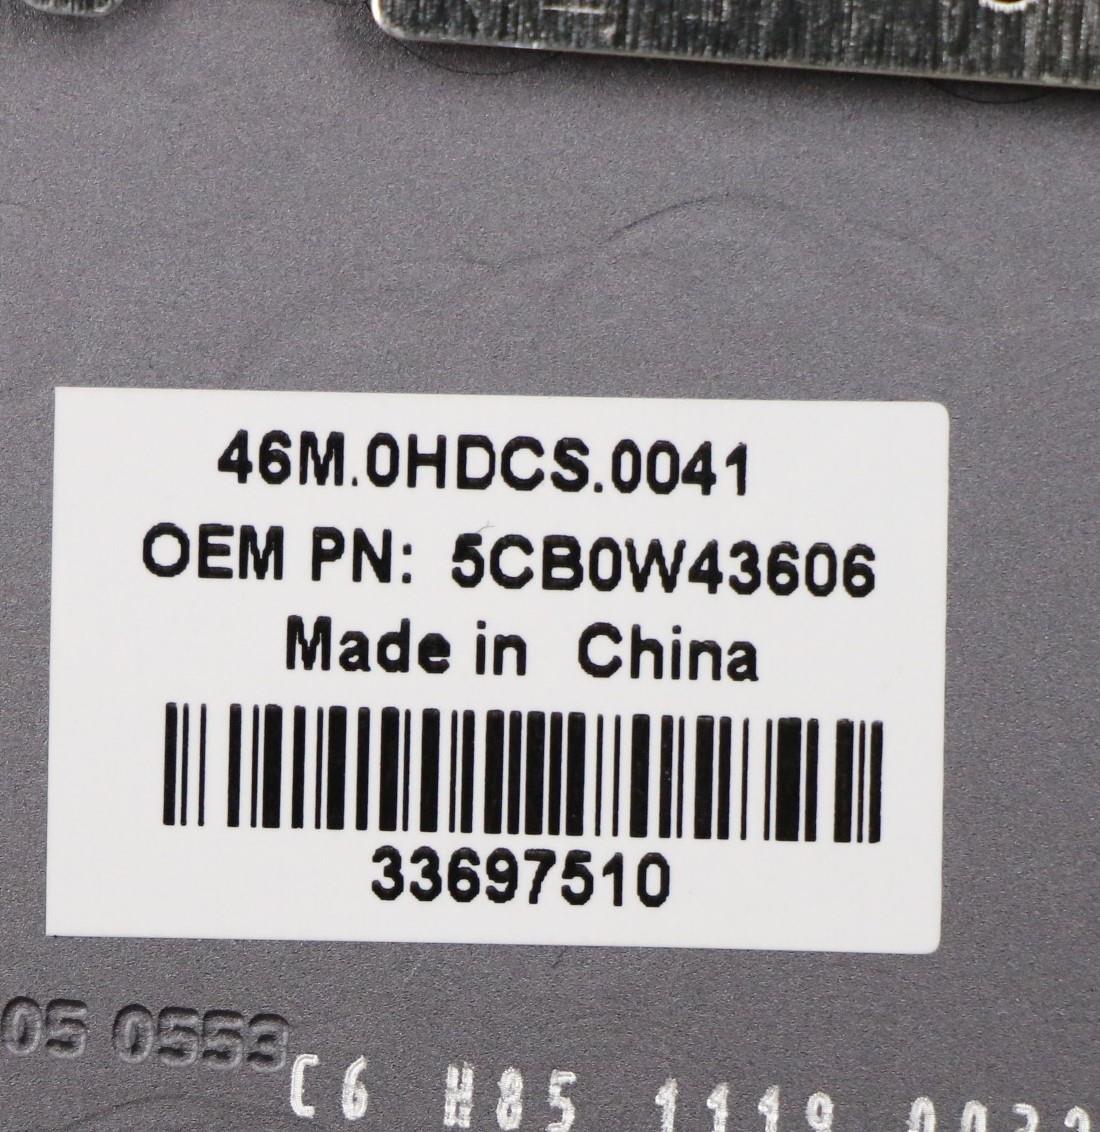 46M.0HDCS.0041
OEM PN: 5CB0W43606
Made in China
33697510
05 0553
C6 H85 1119